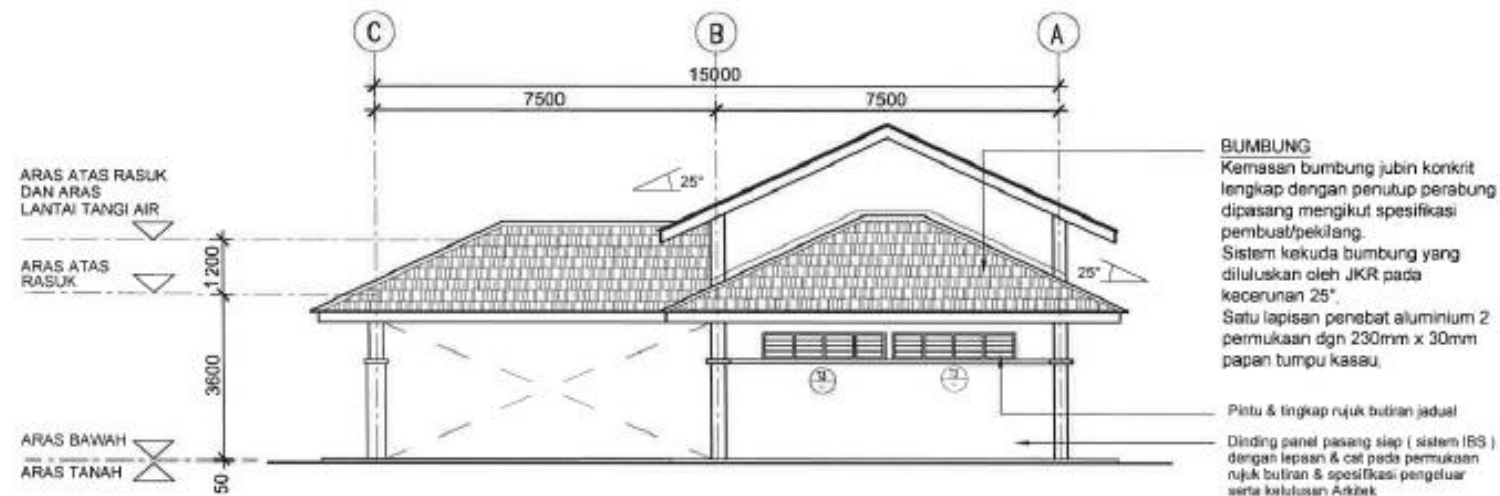 C
B
A
15000
7500
7500
ARAS ATAS RASUK
DAN ARAS
LANTAI TANGI AIR
25°
1200
ARAS ATAS
RASUK
3600
25°
BUMBUNG
Kemasan bumbung jubin konkrit
lengkap dengan penutup perabung
dipasang mengikut spesifikasi
pembuat/pekilang.
Sistem kekuda bumbung yang
diluluskan oleh JKR pada
kecerunan 25°.
Satu lapisan penebat aluminium 2
permukaan dgn 230mm x 30mm
papan tumpu kasau.
Pintu & tingkap rujuk butiran jadual
ARAS BAWAH
ARAS TANAH
50
Dinding panel pasang siap ( sistem IBS )
dengan lepaan & cat pada permukaan
rujuk butiran & spesifikasi pengeluar
serta kelulusan Arkitek